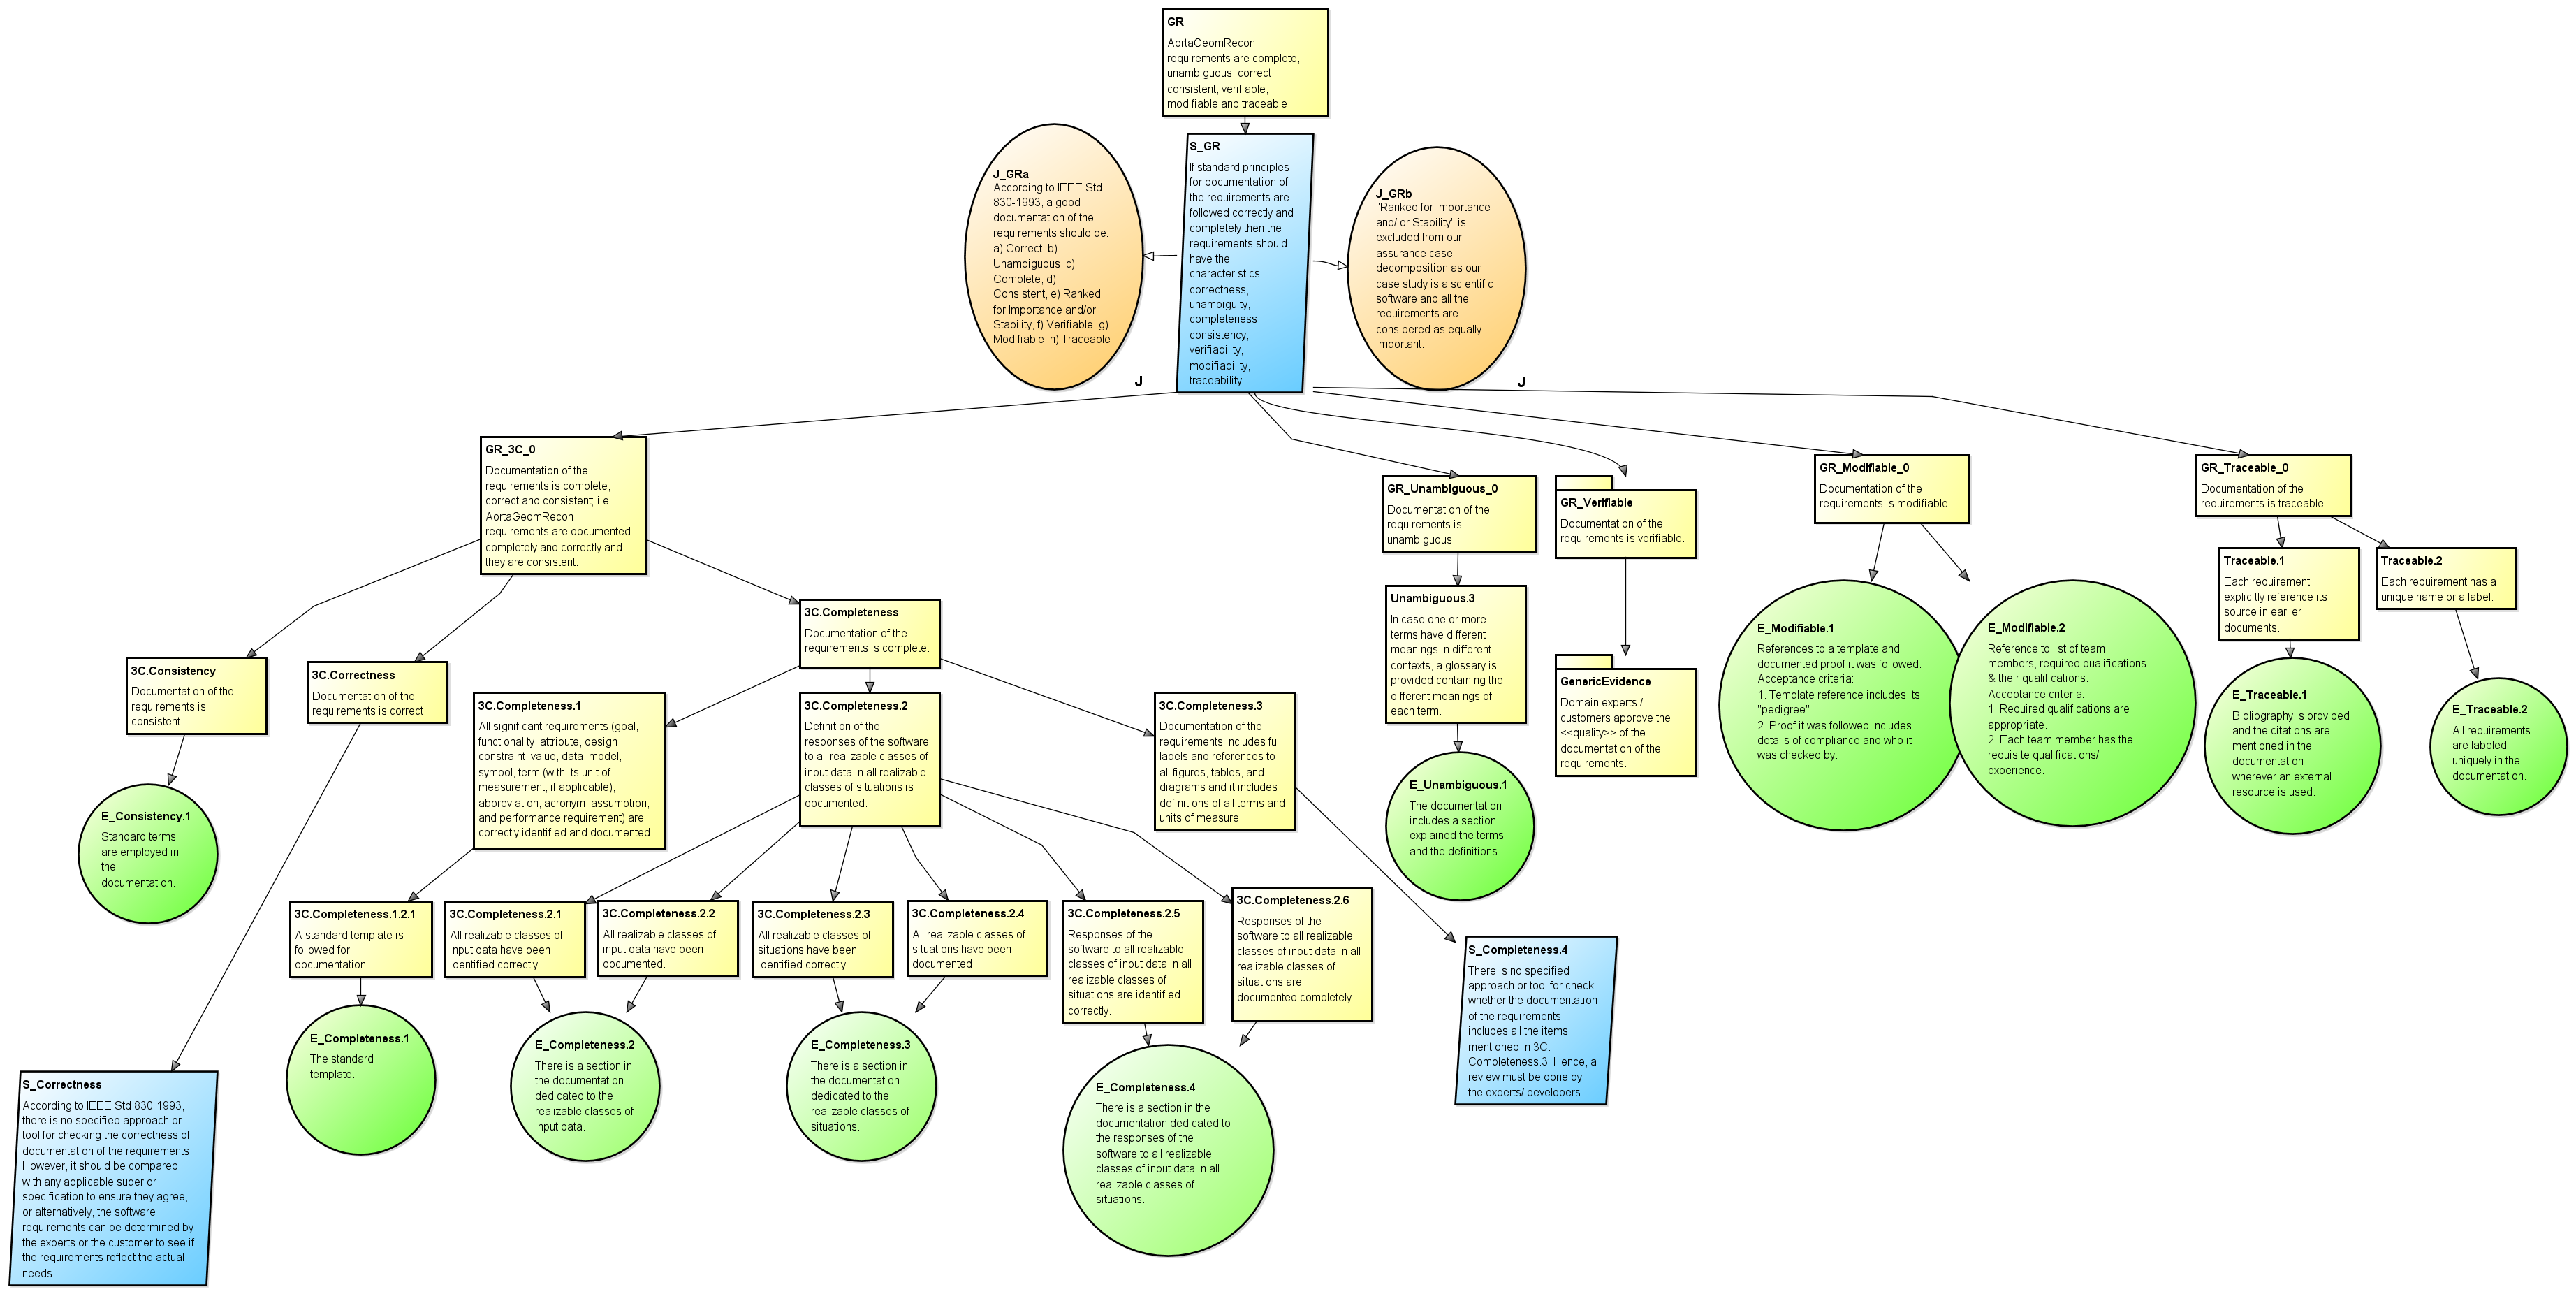 GR
AortaGeomRecon
requirements are complete,
unambiguous, correct,
consistent, verifiable,
modifiable and traceable
J_GRa
According to IEEE Std
830-1993, a good
documentation of the
requirements should be:
a) Correct, b)
Unambiguous, c)
Complete, d)
Consistent, e) Ranked
for Importance and/or
Stability, f) Verifiable, g)
Modifiable, h) Traceable
J
S_GR
If standard principles
for documentation of
the requirements are
followed correctly and
completely then the
requirements should
have the
characteristics
correctness,
unambiguity,
completeness,
consistency,
verifiability,
modifiability,
traceability.
J_GRb
"Ranked for importance
and/ or Stability" is
excluded from our
assurance case
decomposition as our
case study is a scientific
software and all the
requirements are
considered as equally
important.
J
GR_3C_0
Documentation of the
requirements is complete,
correct and consistent; i.e.
AortaGeomRecon
requirements are documented
completely and correctly and
they are consistent.
GR_Unambiguous_0
Documentation of the
requirements is
unambiguous.
GR_Verifiable
Documentation of the
requirements is verifiable.
GR_Modifiable_0
Documentation of the
requirements is modifiable.
GR_Traceable_0
Documentation of the
requirements is traceable.
3C.Consistency
Documentation of the
requirements is
consistent.
3C.Correctness
Documentation of the
requirements is correct.
3C.Completeness
Documentation of the
requirements is complete.
Unambiguous.3
In case one or more
terms have different
meanings in different
contexts, a glossary is
provided containing the
different meanings of
each term.
GenericEvidence
Domain experts /
customers approve the
<<quality>> of the
documentation of the
requirements.
E_Modifiable.1
References to a template and
documented proof it was followed.
Acceptance criteria:
1. Template reference includes its
"pedigree".
2. Proof it was followed includes
details of compliance and who it
was checked by.
E_Modifiable.2
Reference to list of team
members, required qualifications
& their qualifications.
Acceptance criteria:
1. Required qualifications are
appropriate.
2. Each team member has the
requisite qualifications/
experience.
Traceable.1
Each requirement
explicitly reference its
source in earlier
documents.
Traceable.2
Each requirement has a
unique name or a label.
E_Traceable.1
Bibliography is provided
and the citations are
mentioned in the
documentation
wherever an external
resource is used.
E_Traceable.2
All requirements
are labeled
uniquely in the
documentation.
3C.Completeness.1
All significant requirements (goal,
functionality, attribute, design
constraint, value, data, model,
symbol, term (with its unit of
measurement, if applicable),
abbreviation, acronym, assumption,
and performance requirement) are
correctly identified and documented.
3C.Completeness.2
Definition of the
responses of the software
to all realizable classes of
input data in all realizable
classes of situations is
documented.
3C.Completeness.3
Documentation of the
requirements includes full
labels and references to
all figures, tables, and
diagrams and it includes
definitions of all terms and
units of measure.
E_Unambiguous.1
The documentation
includes a section
explained the terms
and the definitions.
E_Consistency.1
Standard terms
are employed in
the
documentation.
3C.Completeness.1.2.1
A standard template is
followed for
documentation.
3C.Completeness.2.1
All realizable classes of
input data have been
identified correctly.
3C.Completeness.2.2
All realizable classes of
input data have been
documented.
3C.Completeness.2.3
All realizable classes of
situations have been
identified correctly.
3C.Completeness.2.4
All realizable classes of
situations have been
documented.
3C.Completeness.2.5
Responses of the
software to all realizable
classes of input data in all
realizable classes of
situations are identified
correctly.
3C.Completeness.2.6
Responses of the
software to all realizable
classes of input data in all
realizable classes of
situations are
documented completely.
S_Completeness.4
There is no specified
approach or tool for check
whether the documentation
of the requirements
includes all the items
mentioned in 3C.
Completeness.3; Hence, a
review must be done by
the experts/ developers.
E_Completeness.1
The standard
template.
E_Completeness.2
There is a section in
the documentation
dedicated to the
realizable classes of
input data.
E_Completeness.3
There is a section in
the documentation
dedicated to the
realizable classes of
situations.
E_Completeness.4
There is a section in the
documentation dedicated to
the responses of the
software to all realizable
classes of input data in all
realizable classes of
situations.
S_Correctness
According to IEEE Std 830-1993,
there is no specified approach or
tool for checking the correctness of
documentation of the requirements.
However, it should be compared
with any applicable superior
specification to ensure they agree,
or alternatively, the software
requirements can be determined by
the experts or the customer to see if
the requirements reflect the actual
needs.